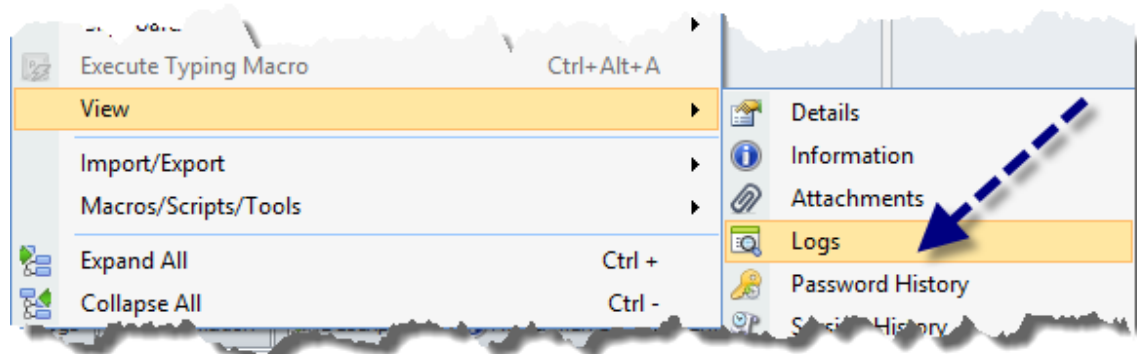 Execute Typing Macro Ctrl+Alt+A
View
Import/Export
Macros/Scripts/Tools
Expand All Ctrl +
Collapse All Ctrl -
Details
Information
Attachments
Logs
Password History
History